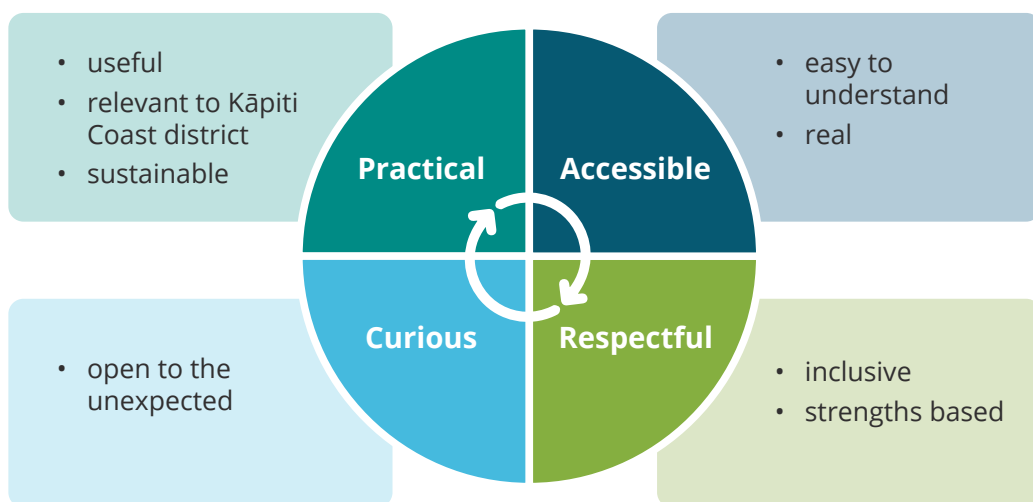 • useful
• relevant to Kāpiti
Coast district
• sustainable
Practical
Accessible
• easy to
understand
• real
• open to the
unexpected
Curious
Respectful
• inclusive
• strengths based